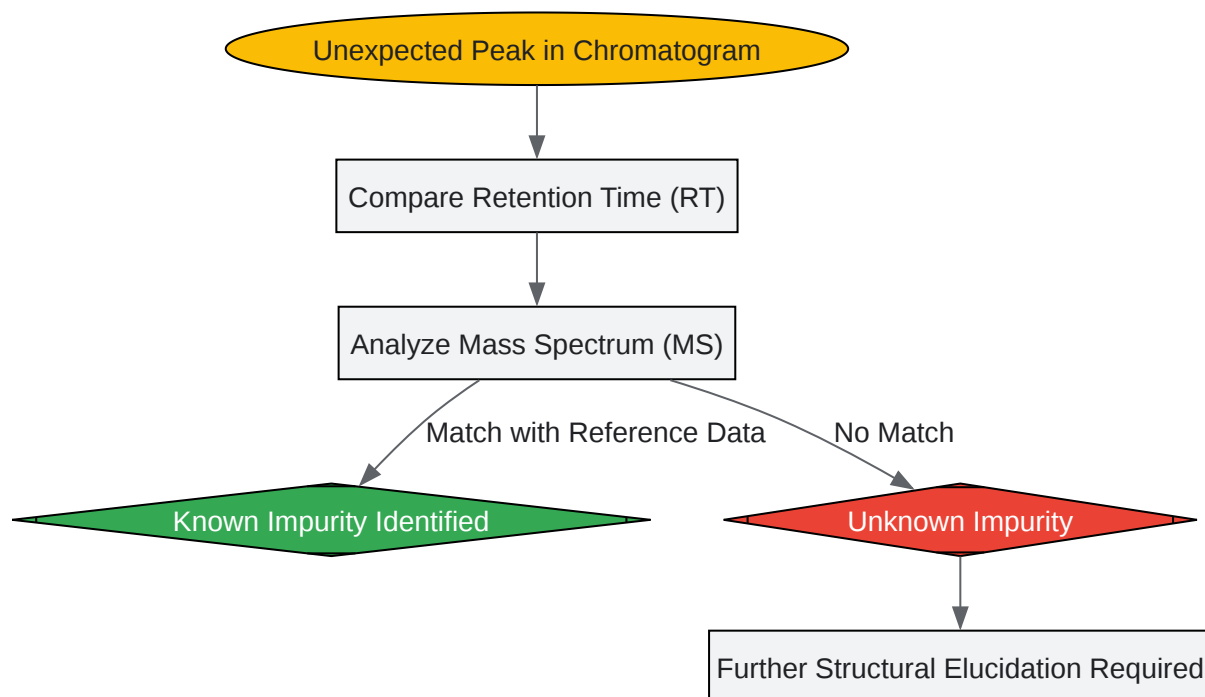 Unexpected Peak in Chromatogram
Compare Retention Time (RT)
Analyze Mass Spectrum (MS)
Match with Reference Data
No Match
Known Impurity Identified
Unknown Impurity
Further Structural Elucidation Required